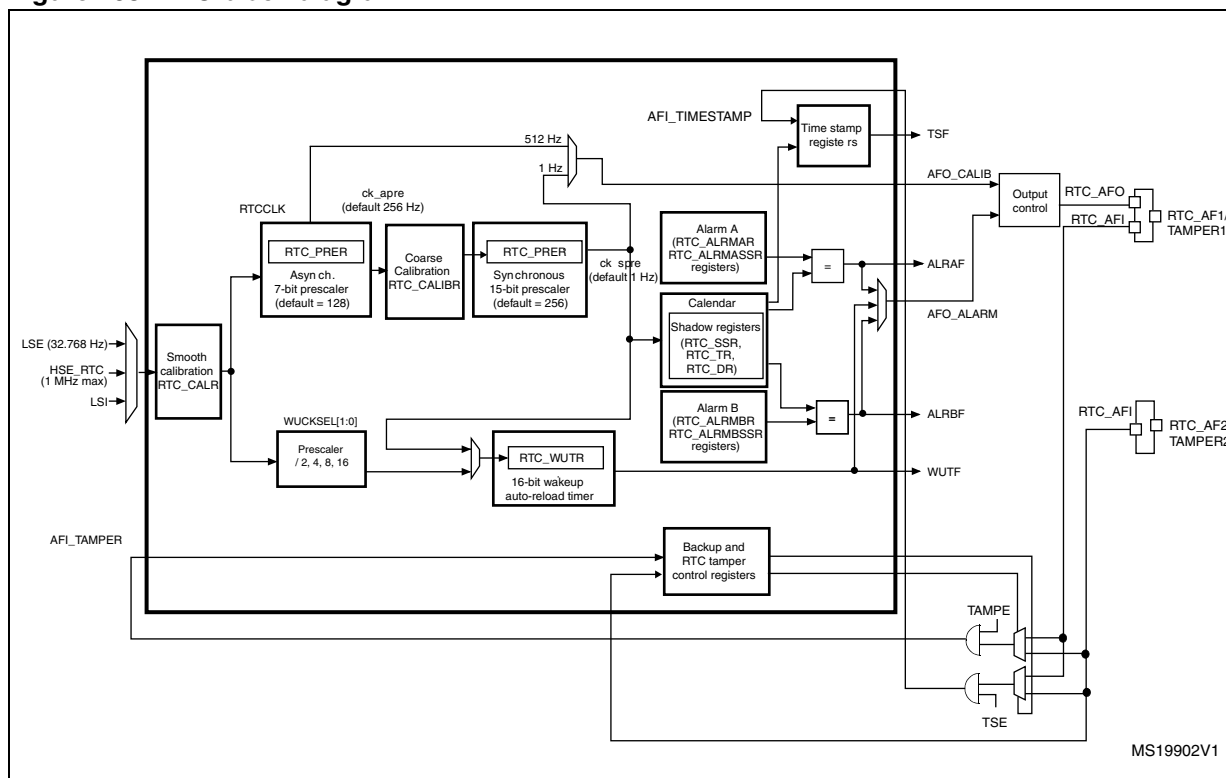 AFI_TIMESTAMP
Time stamp
registe rs
TSF
512 Hz
1 Hz
AFO_CALIB
Output
control
RTC_AFO
RTC_AFI
RTC_AF1/
TAMPER1
ck_apre
(default 256 Hz)
RTCCLK
RTC_PRER
Asyn ch.
7-bit prescaler
(default = 128)
Coarse
Calibration
RTC_CALIBR
RTC_PRER
Syn chronous
15-bit prescaler
(default = 256)
ck_spre
(default 1 Hz)
Alarm A
(RTC_ALRMAR
RTC_ALRMASSR
registers)
=
ALRAF
Calendar
Shadow registers
(RTC_SSR,
RTC_TR,
RTC_DR)
AFO_ALARM
LSE (32.768 Hz)
HSE_RTC
(1 MHz max)
LSI
Smooth
calibration
RTC_CALR
Alarm B
(RTC_ALRMBR
RTC_ALRMBSSR
registers)
=
ALRBF
RTC_AFI
RTC_AF2
TAMPER2
WUCKSEL[1:0]
Prescaler
/ 2, 4, 8, 16
RTC_WUTR
16-bit wakeup
auto-reload timer
WUTF
AFI_TAMPER
Backup and
RTC tamper
control registers
TAMPE
TSE
MS19902V1